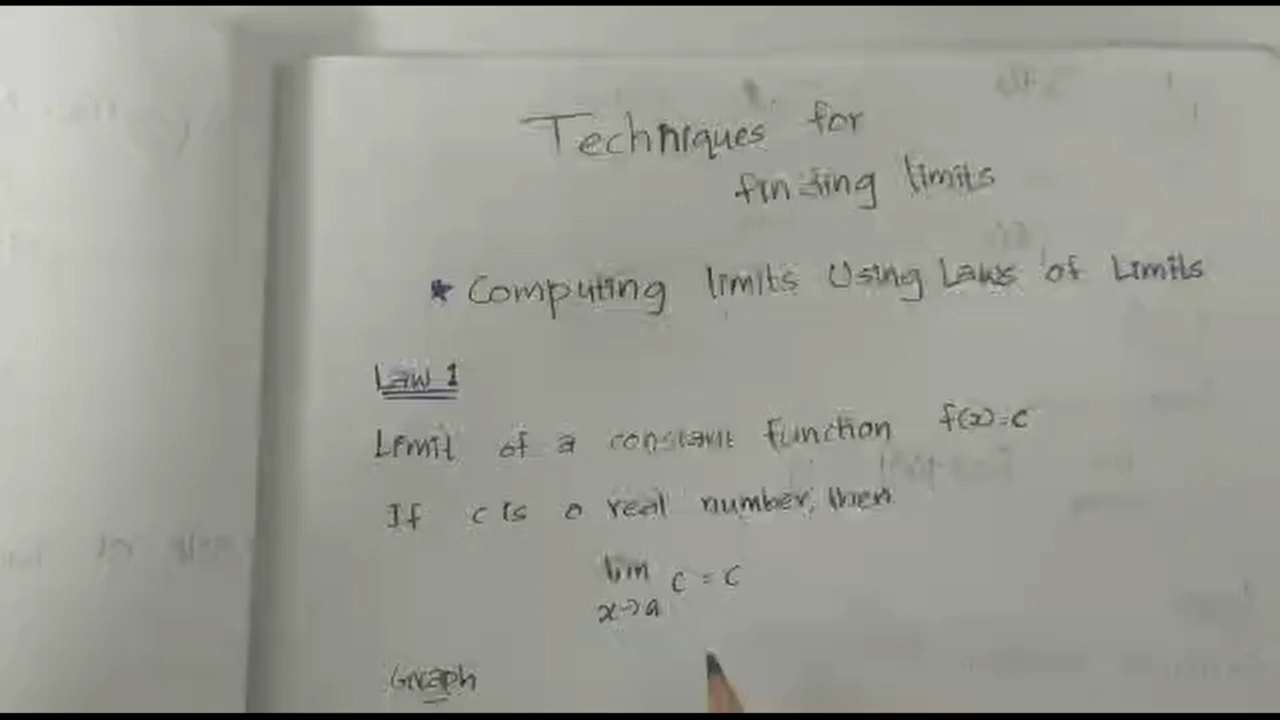 Techniques for
finding limits
* Computing limits Using Laws of Limits
Law 1
Limit of a constant function f(x)=c
If c is a real number, then
lim c = c
x→a
Graph